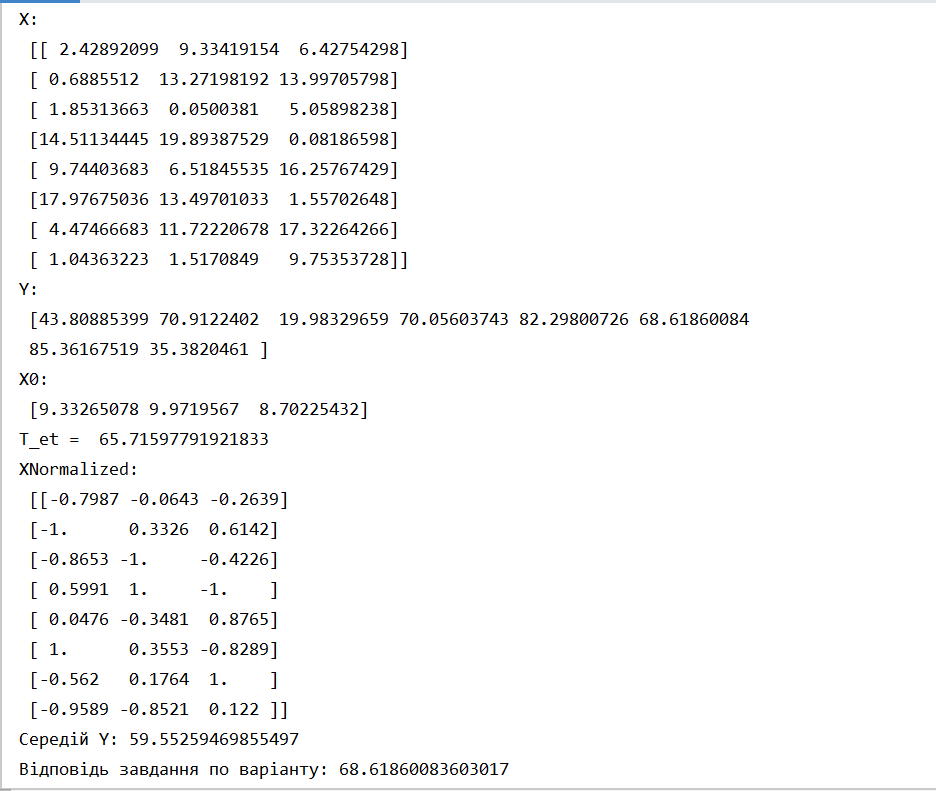 X:
[[ 2.42892099  9.33419154  6.42754298]
[ 0.6885512  13.27198192 13.99705798]
[ 1.85313663  0.0500381   5.05898238]
[14.51134445 19.89387529  0.08186598]
[ 9.74403683  6.51845535 16.25767429]
[17.97675036 13.49701033  1.55702648]
[ 4.47466683 11.72220678 17.32264266]
[ 1.04363223  1.5170849   9.75353728]]
Y:
[43.80885399 70.9122402  19.98329659 70.05603743 82.29800726 68.61860084
85.36167519 35.3820461 ]
X0:
[9.33265078 9.9719567  8.70225432]
T_et =  65.71597791921833
XNormalized:
[[-0.7987 -0.0643 -0.2639]
[-1.      0.3326  0.6142]
[-0.8653 -1.     -0.4226]
[ 0.5991  1.     -1.    ]
[ 0.0476 -0.3481  0.8765]
[ 1.      0.3553 -0.8289]
[-0.562   0.1764  1.    ]
[-0.9589 -0.8521  0.122 ]]
Середій Y: 59.55259469855497
Відповідь завдання по варіанту: 68.61860083603017